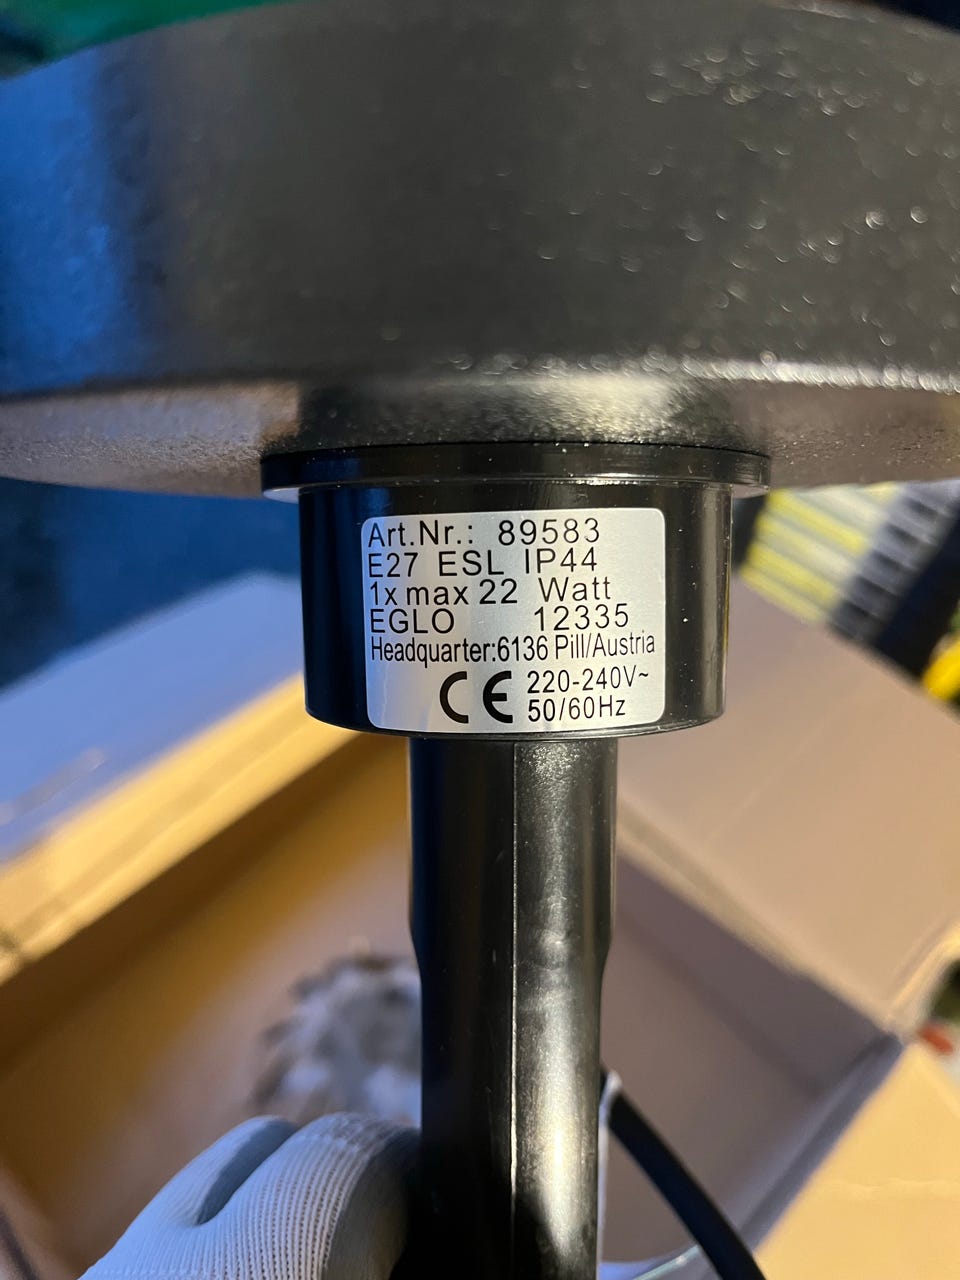 Art.Nr.: 89583
E27 ESL IP44
1x max 22 Watt
EGLO 12335
Headquarter:6136 Pill/Austria
CE 220-240V~
50/60Hz